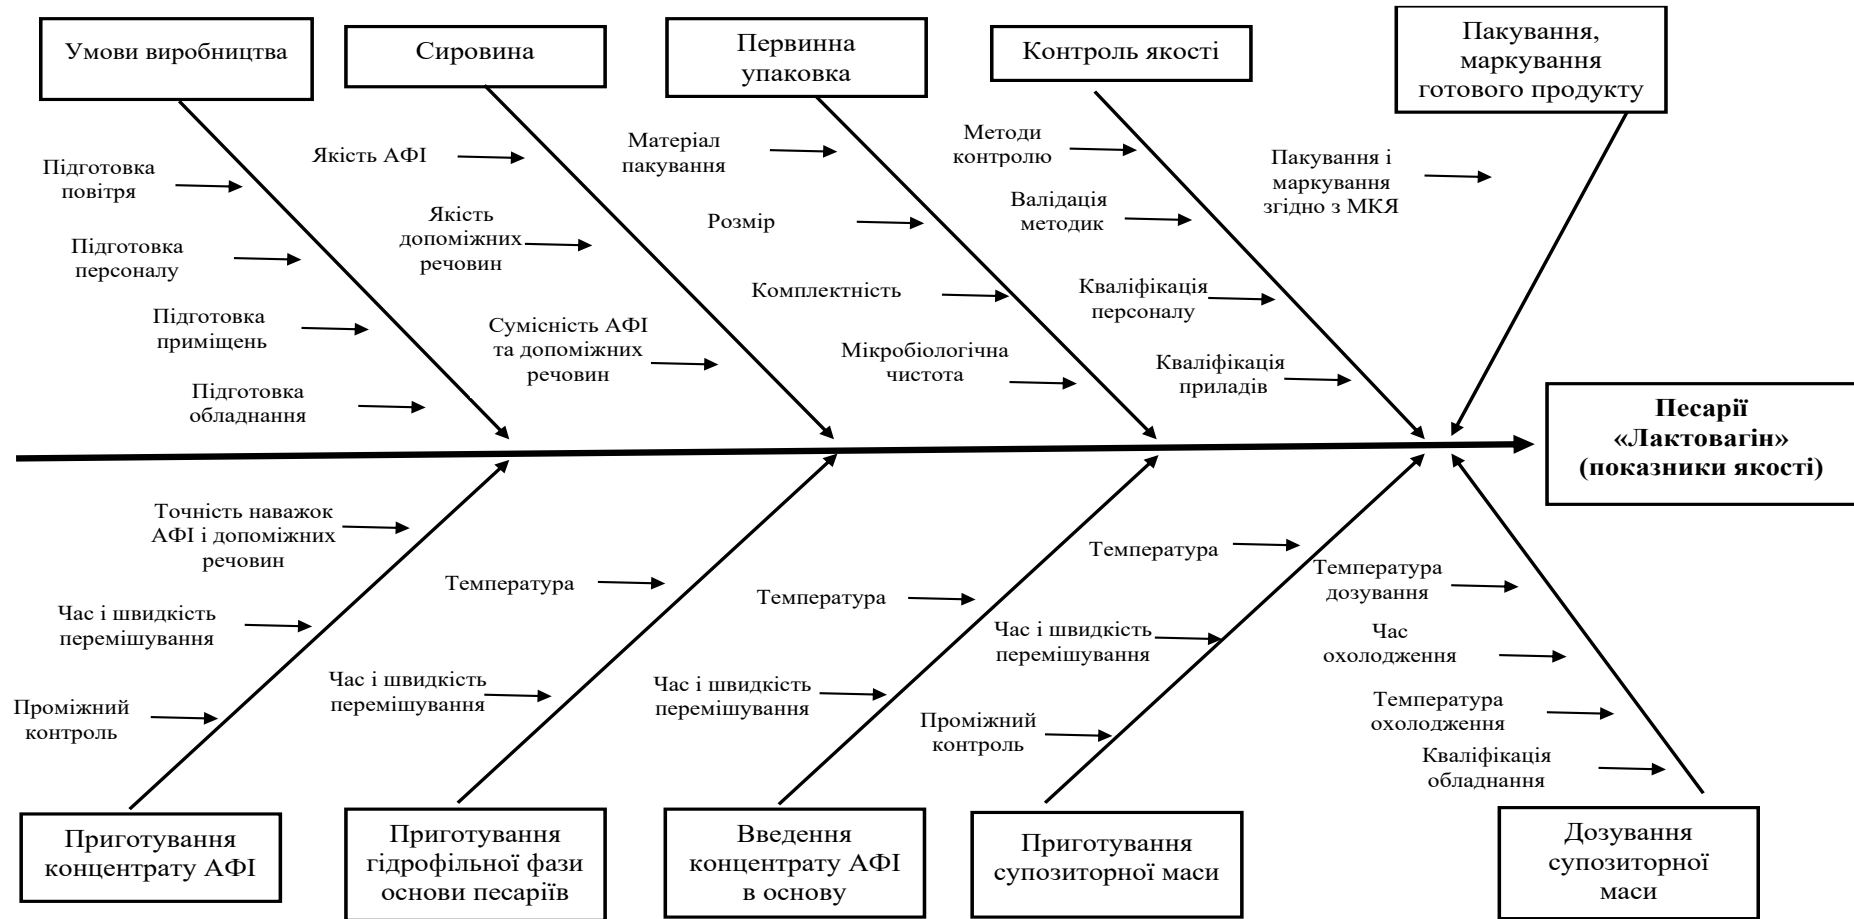 Умови виробництва
Сировина
Первинна
упаковка
Контроль якості
Пакування,
маркування
готового продукту
Підготовка
повітря
Підготовка
персоналу
Підготовка
приміщень
Підготовка
обладнання
Якість АФІ
Якість
допоміжних
речовин
Сумісність АФІ
та допоміжних
речовин
Матеріал
пакування
Розмір
Комплектність
Мікробіологічна
чистота
Методи
контролю
Валідація
методик
Кваліфікація
персоналу
Кваліфікація
приладів
Пакування і
маркування
згідно з МКЯ
Песарії
«Лактовагін»
(показники якості)
Точність наважок
АФІ і допоміжних
речовин
Час і швидкість
перемішування
Проміжний
контроль
Температура
Час і швидкість
перемішування
Температура
Час і швидкість
перемішування
Температура
Час і швидкість
перемішування
Проміжний
контроль
Температура
дозування
Час
охолодження
Температура
охолодження
Кваліфікація
обладнання
Приготування
концентрату АФІ
Приготування
гідрофільної фази
основи песаріїв
Введення
концентрату АФІ
в основу
Приготування
супозиторної маси
Дозування
супозиторної
маси